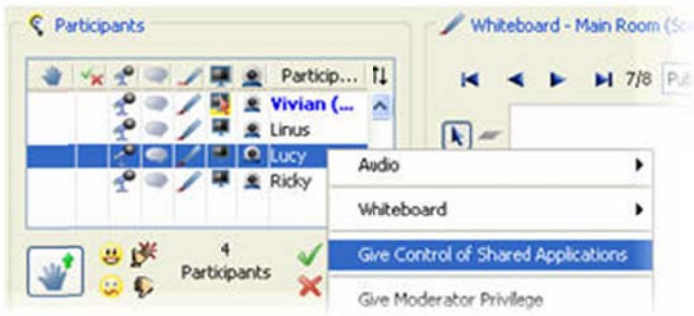 Participants
Particip...
Vivian (...
Linus
Lucy
Ricky
4
Participants
Whiteboard - Main Room (Sc
7/8
Pub
Audio
Whiteboard
Give Control of Shared Applications
Give Moderator Privilege